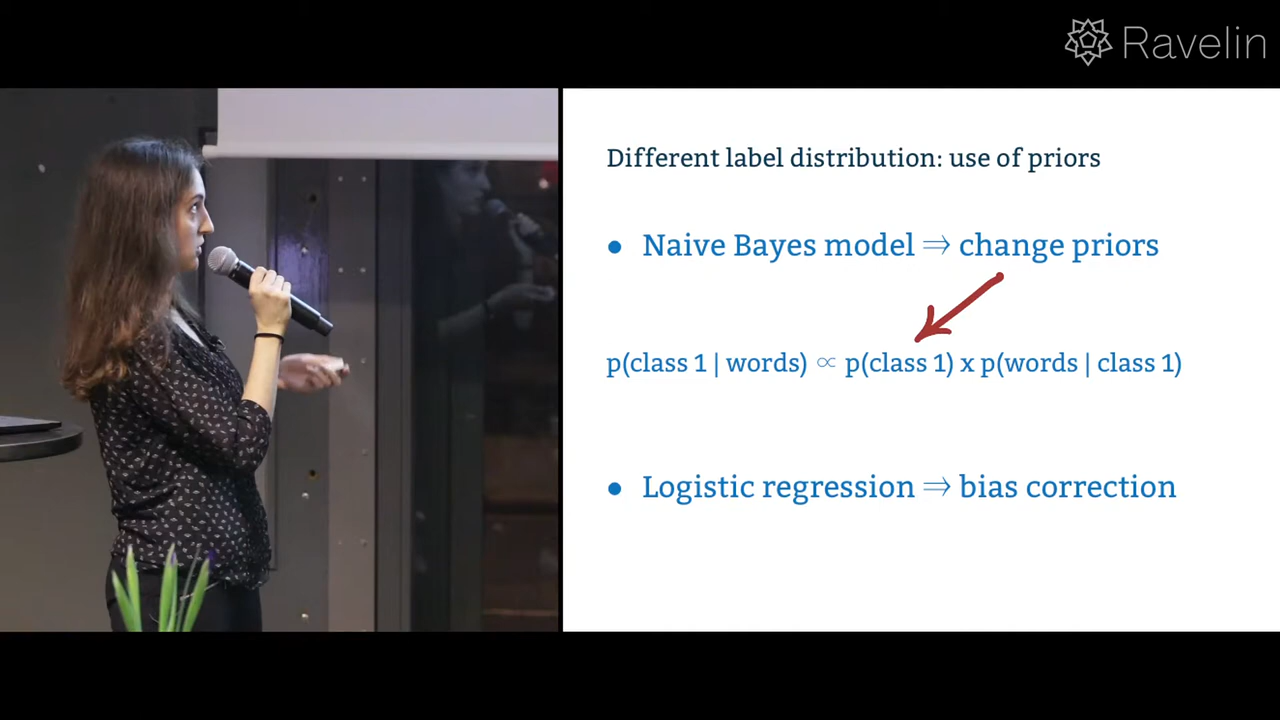 Ravelin
Different label distribution: use of priors
● Naive Bayes model ⇒ change priors
p(class 1 | words) ∝ p(class 1) x p(words | class 1)
● Logistic regression ⇒ bias correction